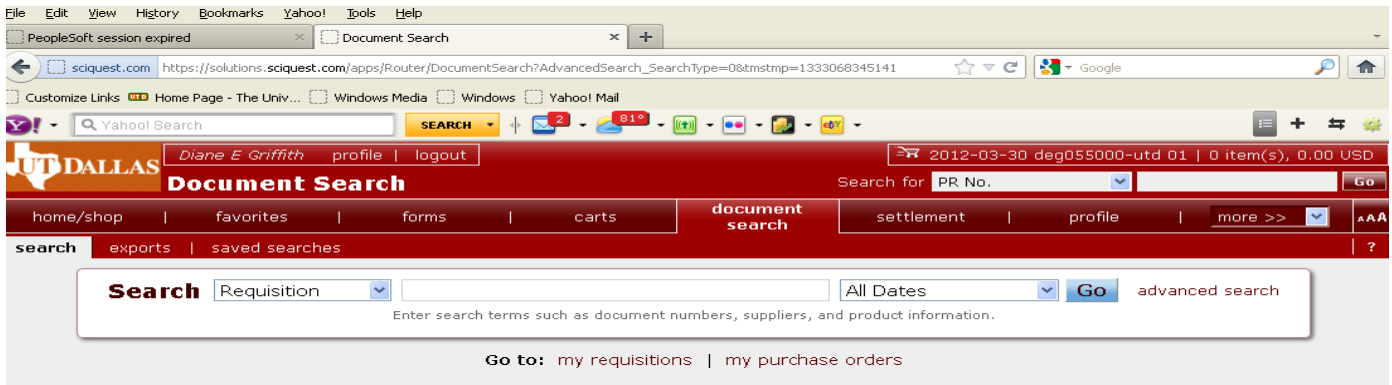 File Edit View History Bookmarks Yahoo! Tools Help
PeopleSoft session expired × Document Search × +
sciquest.com https://solutions.sciquest.com/apps/Router/DocumentSearch?AdvancedSearch_SearchType=0&tmstmp=1333068345141 Google
Customize Links UTD Home Page - The Univ... Windows Media Windows Yahoo! Mail
Y! Yahoo! Search SEARCH 2 81° ebY +
UT DALLAS Diane E Griffith profile | logout 2012-03-30 deg055000-utd 01 | 0 item(s), 0.00 USD
Document Search Search for PR No. Go
home/shop | favorites | forms | carts document search settlement | profile | more >> AAA
search exports | saved searches | ?
Search Requisition All Dates Go advanced search
Enter search terms such as document numbers, suppliers, and product information.
Go to: my requisitions | my purchase orders